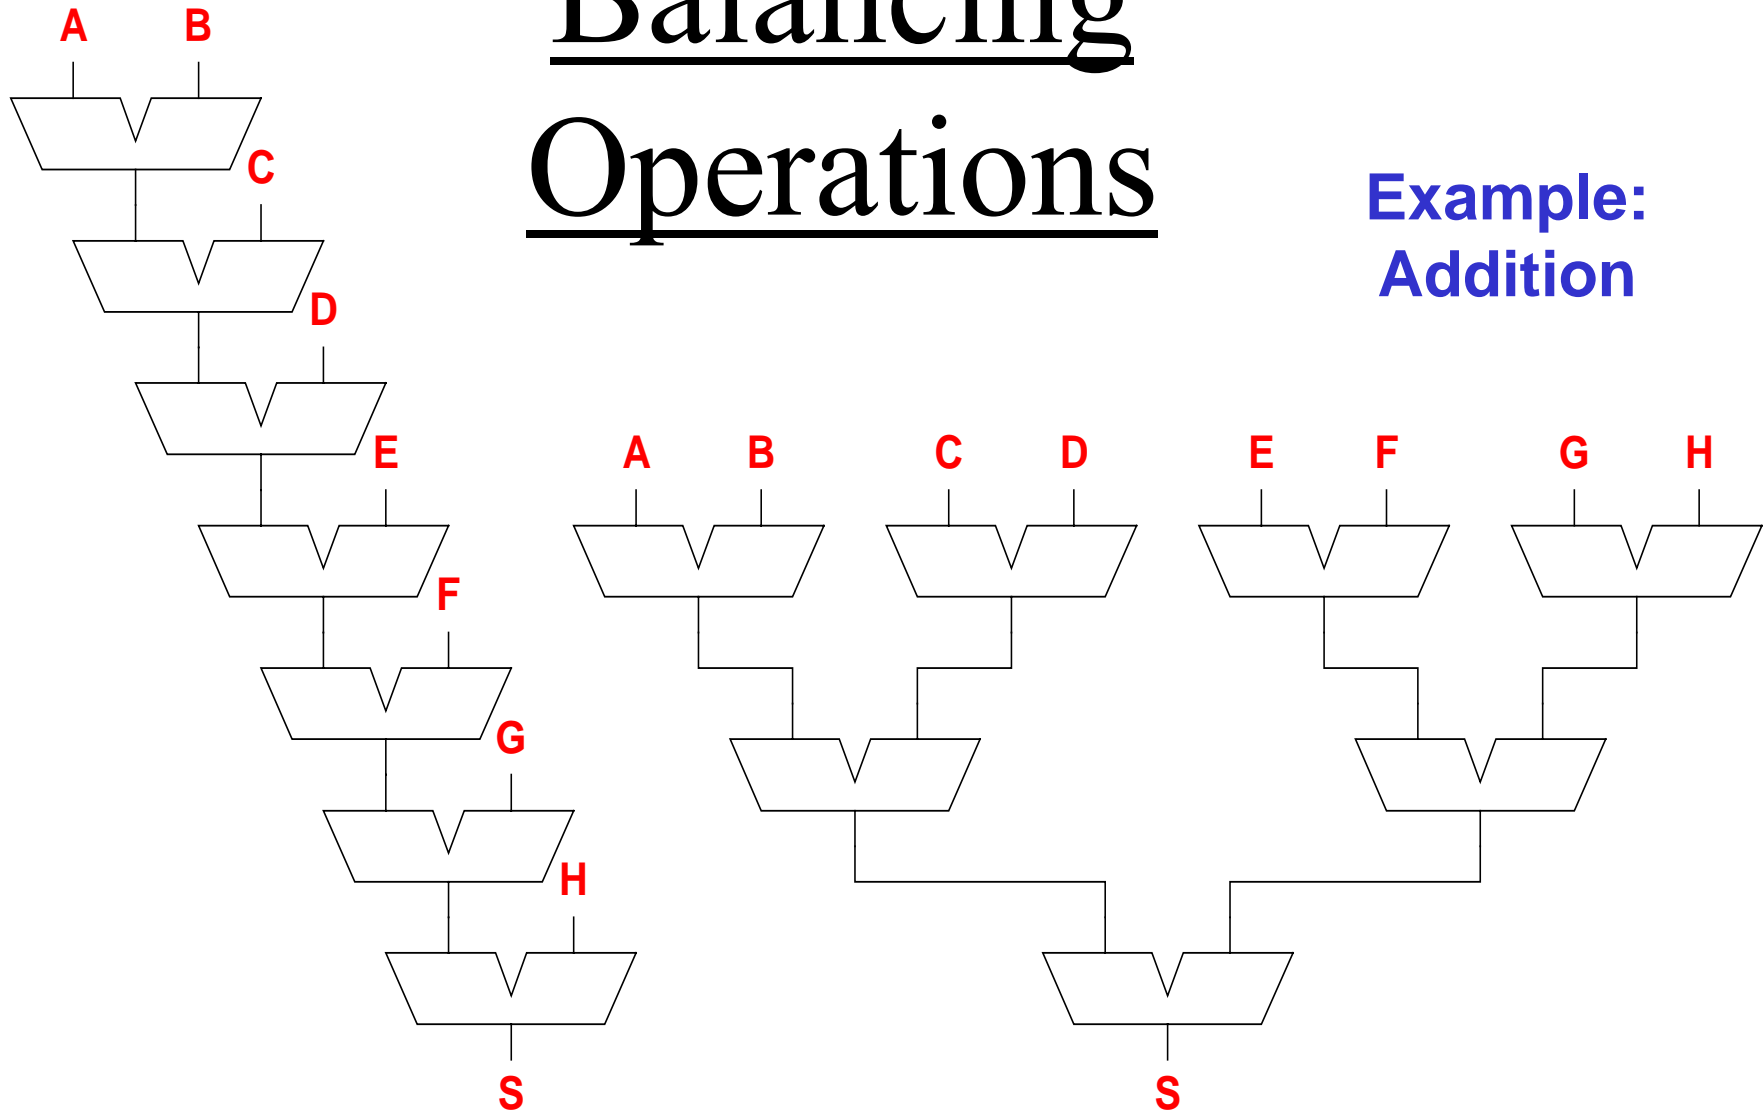 Balancing
Operations
Example:
Addition
A B
C
D
E
F
G
H
S
A B C D E F G H
S